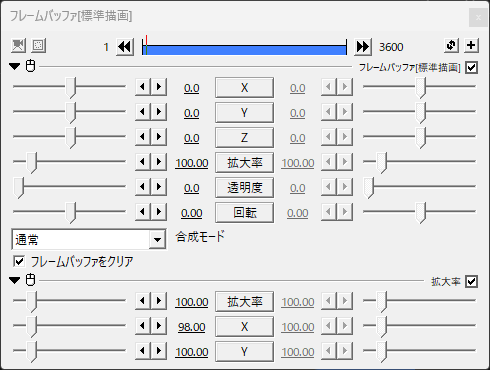 フレームバッファ[標準描画]
1 3600
フレームバッファ[標準描画]
0.0 X 0.0
0.0 Y 0.0
0.0 Z 0.0
100.00 拡大率 100.00
0.0 透明度 0.0
0.00 回転 0.00
通常 合成モード
フレームバッファをクリア
拡大率
100.00 拡大率 100.00
98.00 X 100.00
100.00 Y 100.00